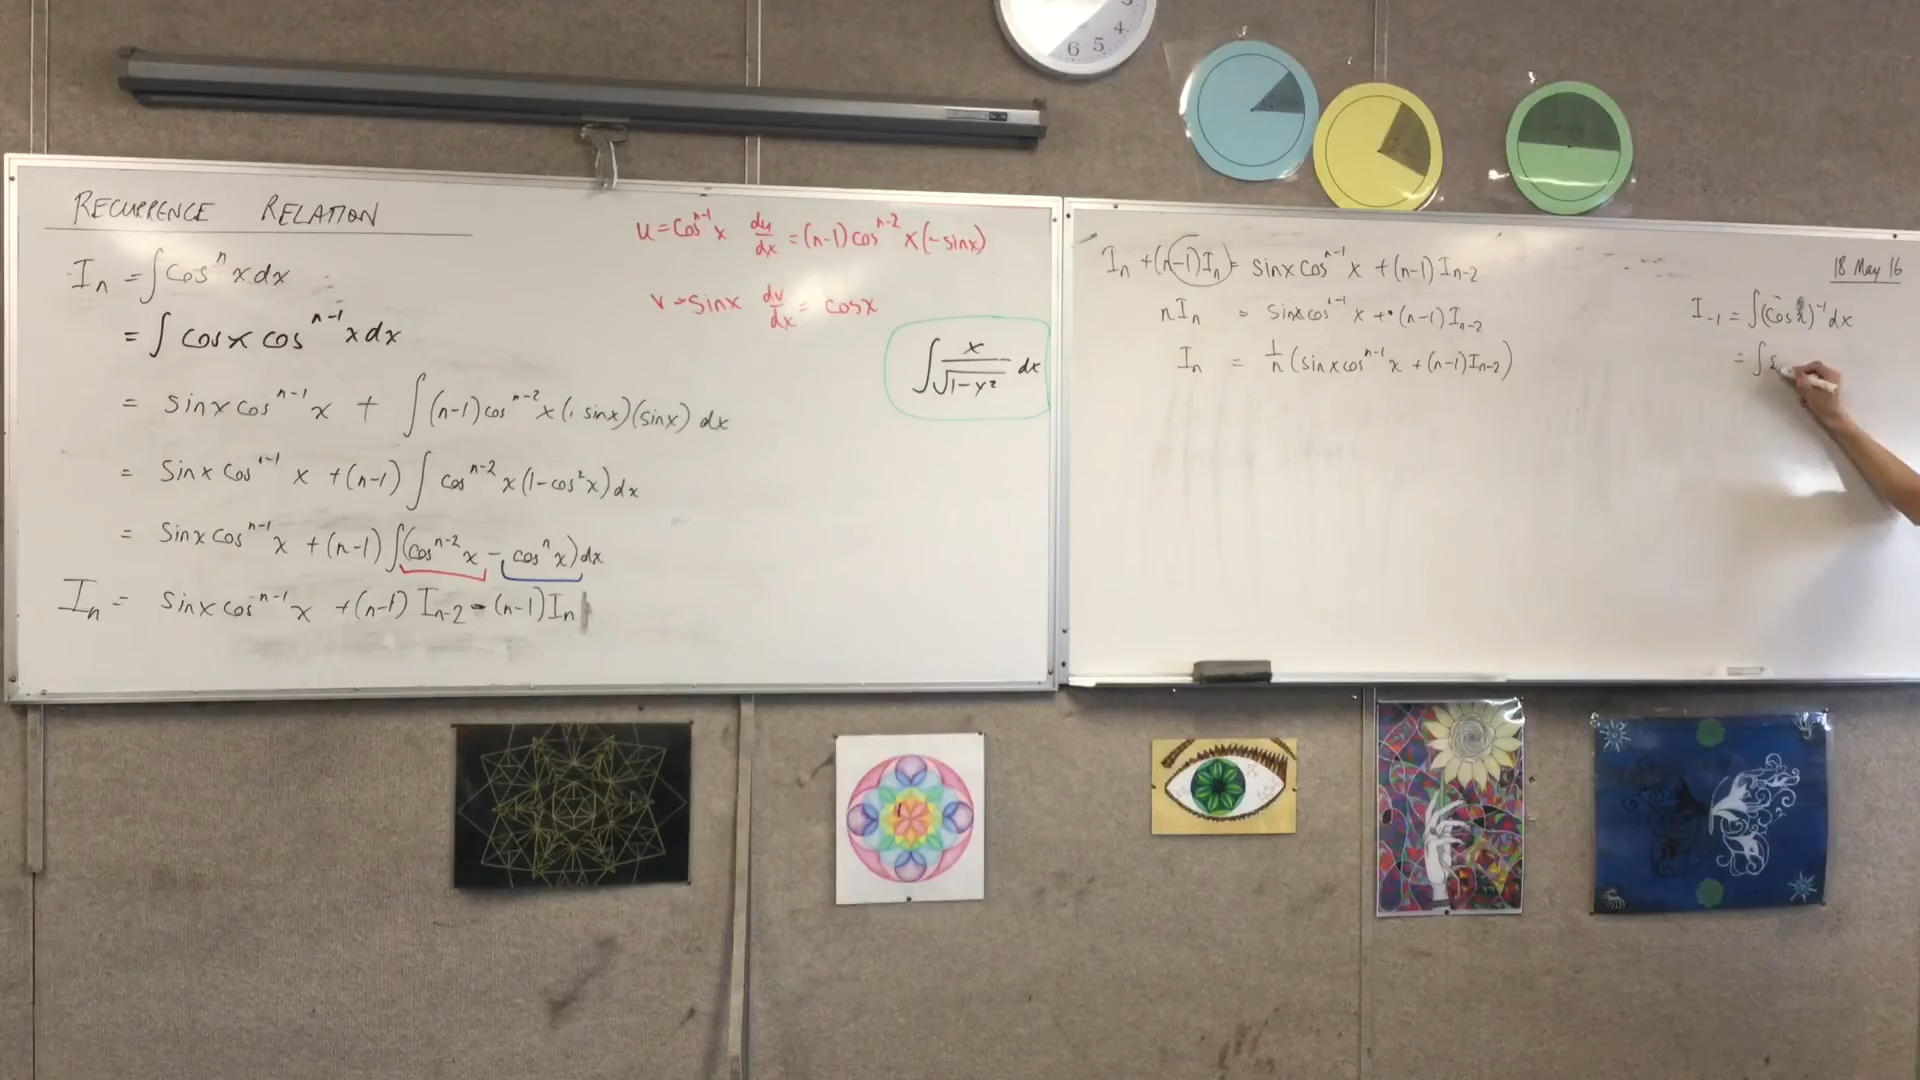 RECURRENCE RELATION
Iₙ = ∫ cosⁿ x dx
= ∫ cos x cosⁿ⁻¹ x dx
= sin x cosⁿ⁻¹ x + ∫ (n-1) cosⁿ⁻² x ( sin x)(sin x) dx
= sin x cosⁿ⁻¹ x + (n-1) ∫ cosⁿ⁻² x (1-cos² x) dx
= sin x cosⁿ⁻¹ x + (n-1) ∫ (cosⁿ⁻² x - cosⁿ x) dx
Iₙ = sin x cosⁿ⁻¹ x + (n-1) Iₙ₋₂ - (n-1) Iₙ
u = cosⁿ⁻¹ x du/dx = (n-1) cosⁿ⁻² x (-sin x)
v = sin x dv/dx = cos x
∫ x/√(1-x²) dx
Iₙ + (n-1)Iₙ = sin x cosⁿ⁻¹ x + (n-1) Iₙ₋₂
nIₙ = sin x cosⁿ⁻¹ x + (n-1) Iₙ₋₂
Iₙ = 1/n (sin x cosⁿ⁻¹ x + (n-1) Iₙ₋₂)
18 May 16
I₋₁ = ∫ (cos x)⁻¹ dx
= ∫ s
6 5 4